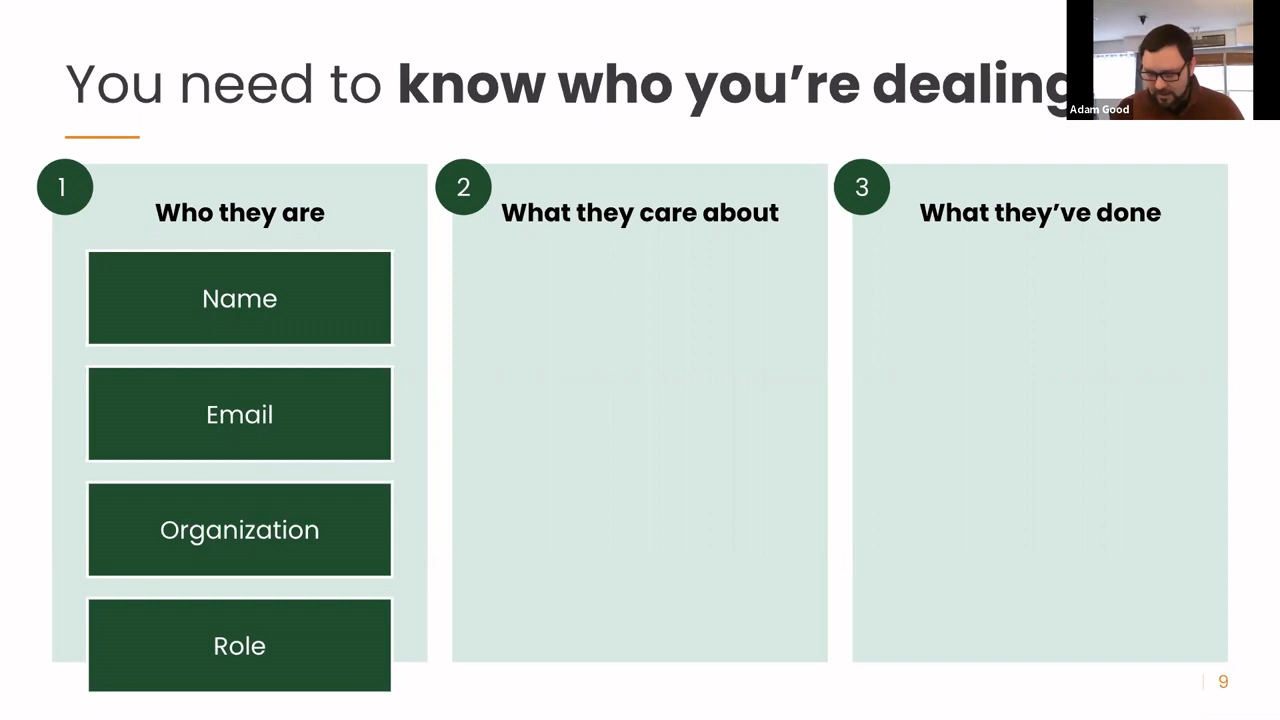 You need to know who you’re dealing
Adam Good
1
Who they are
Name
Email
Organization
Role
2
What they care about
3
What they’ve done
9